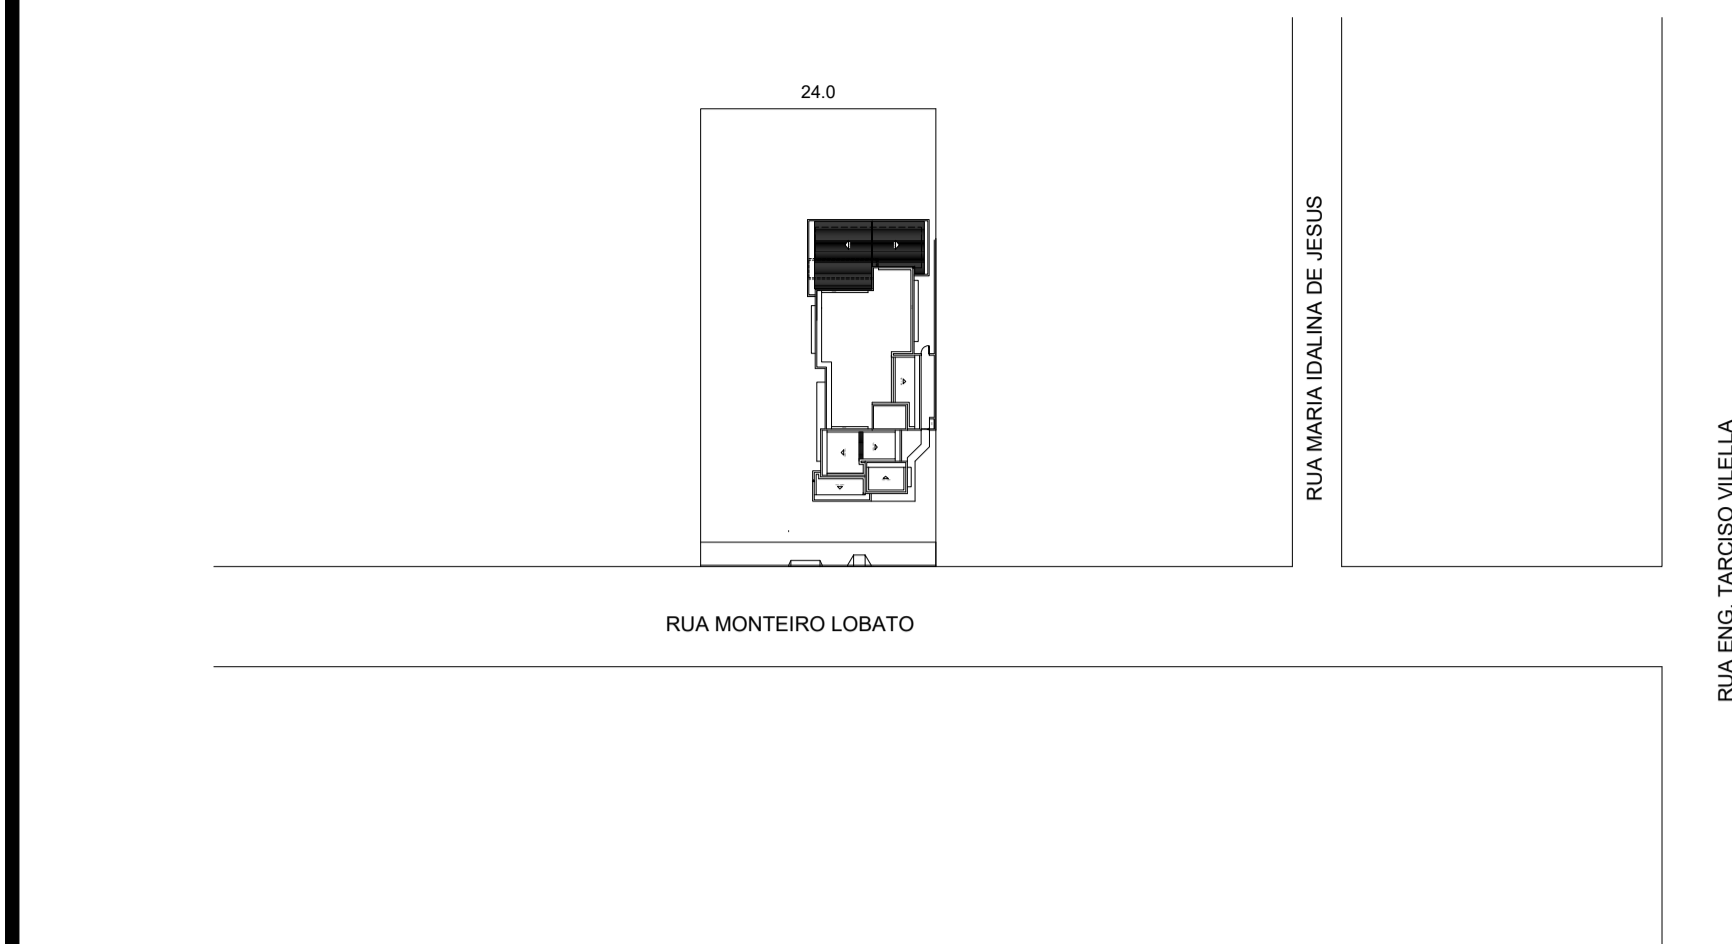 24.0
RUA MARIA IDALINA DE JESUS
RUA ENG. TARCISO VILELLA
RUA MONTEIRO LOBATO